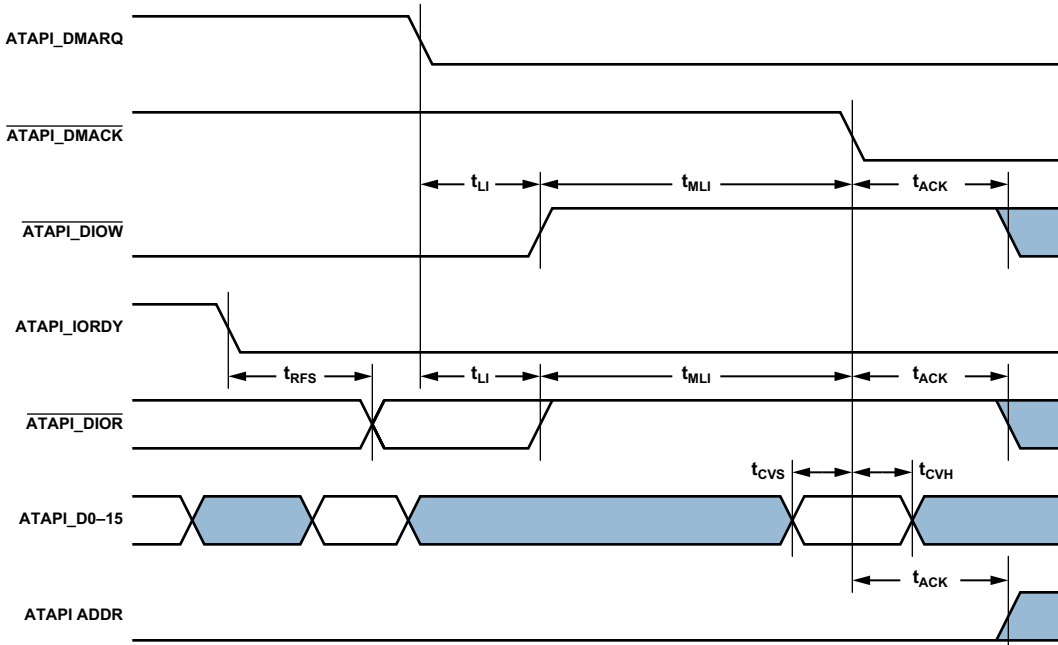 ATAPI_DMARQ
ATAPI_DMACK
tLI tMLI tACK
ATAPI_DIOW
ATAPI_IORDY
tRFS tLI tMLI tACK
ATAPI_DIOR
tCVS tCVH
ATAPI_D0–15
tACK
ATAPI ADDR